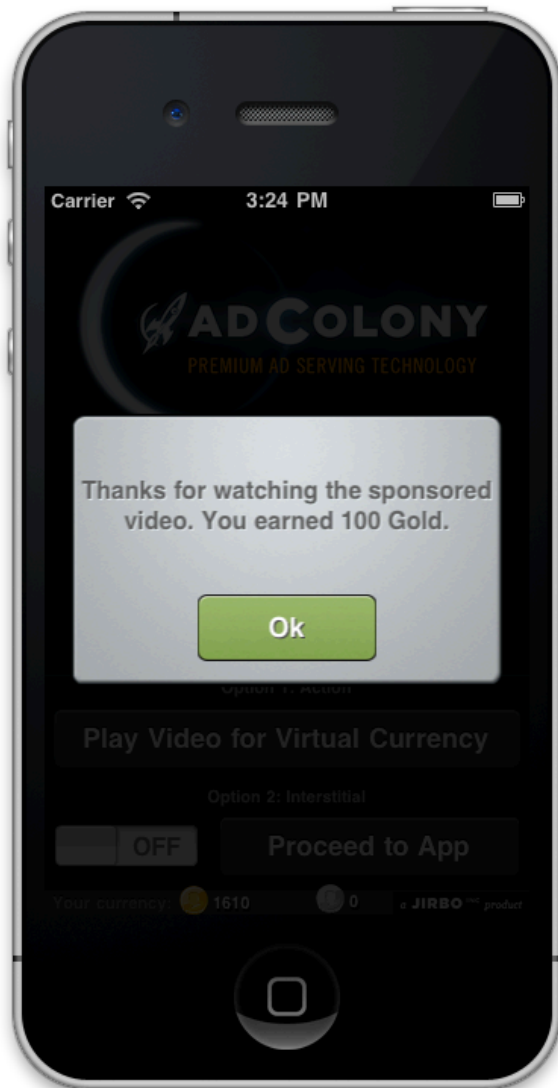 Carrier 3:24 PM
ADCOLONY
PREMIUM AD SERVING TECHNOLOGY
Thanks for watching the sponsored
video. You earned 100 Gold.
Ok
Option 1: Action
Play Video for Virtual Currency
Option 2: Interstitial
OFF Proceed to App
Your currency: 1610 0 a JIRBO INC product